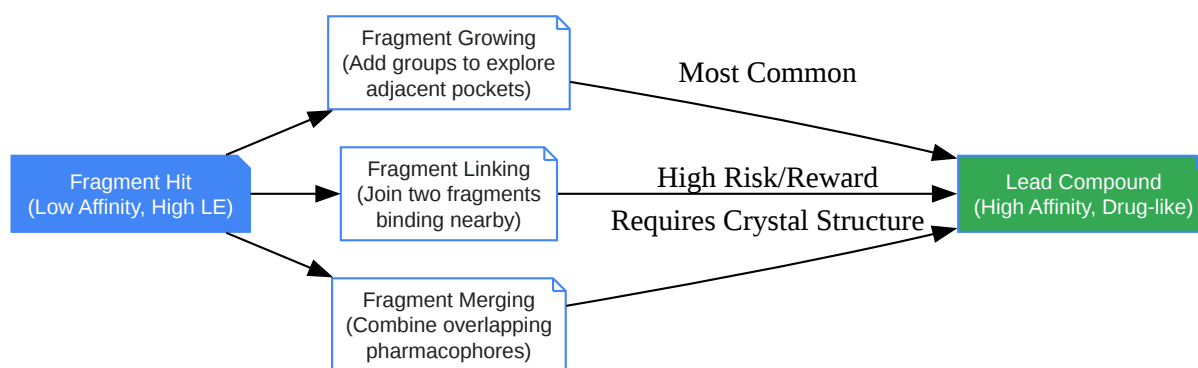 Fragment Hit
(Low Affinity, High LE)
Fragment Growing
(Add groups to explore
adjacent pockets)
Fragment Linking
(Join two fragments
binding nearby)
Fragment Merging
(Combine overlapping
pharmacophores)
Most Common
High Risk/Reward
Requires Crystal Structure
Lead Compound
(High Affinity, Drug-like)